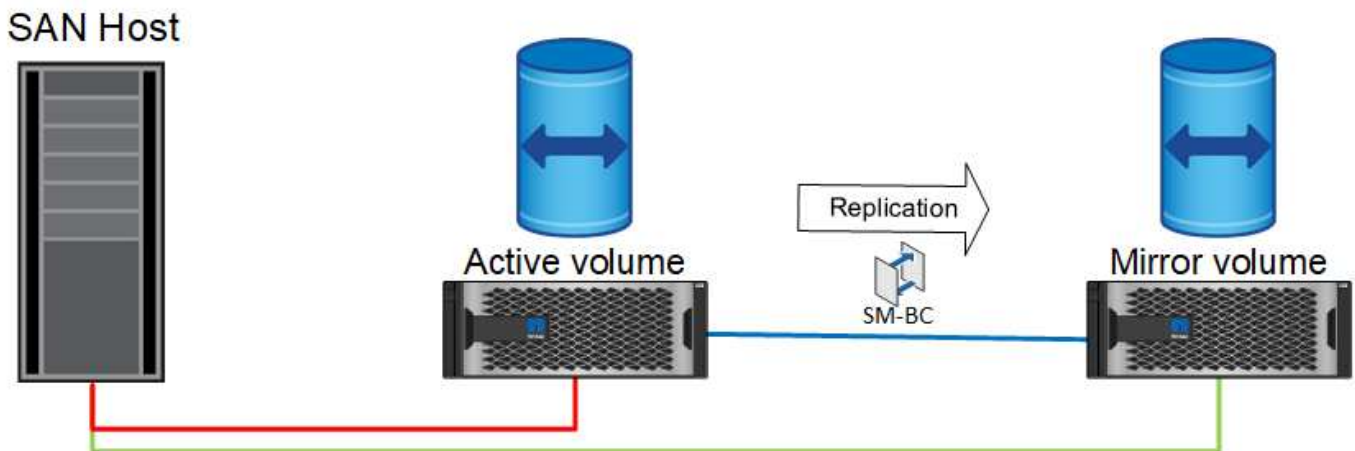 SAN Host
Replication
Active volume
Mirror volume
SM-BC